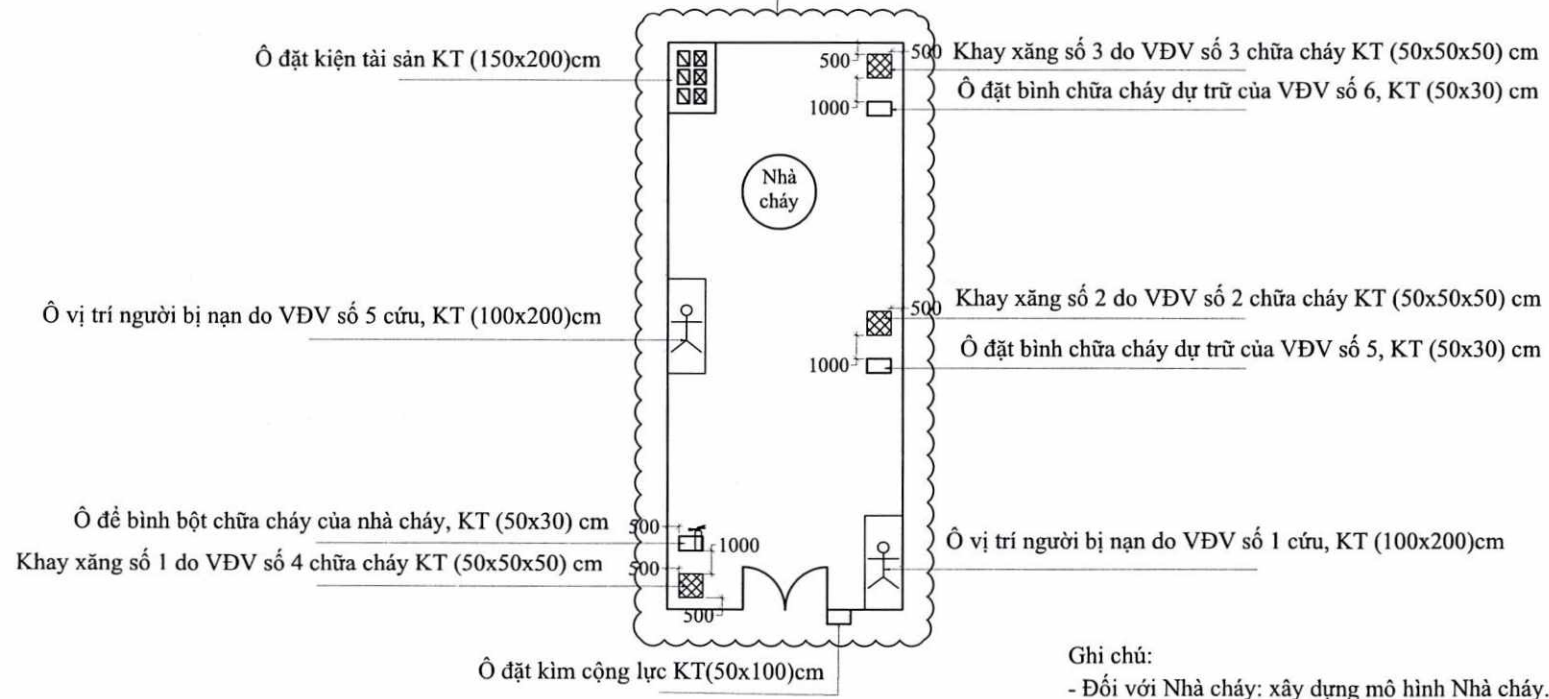 Ô đặt kiện tài sản KT (150x200)cm
500
500
Khay xăng số 3 do VĐV số 3 chữa cháy KT (50x50x50) cm
1000
Ô đặt bình chữa cháy dự trữ của VĐV số 6, KT (50x30) cm
Nhà
cháy
Ô vị trí người bị nạn do VĐV số 5 cứu, KT (100x200)cm
500
Khay xăng số 2 do VĐV số 2 chữa cháy KT (50x50x50) cm
1000
Ô đặt bình chữa cháy dự trữ của VĐV số 5, KT (50x30) cm
Ô để bình bột chữa cháy của nhà cháy, KT (50x30) cm
500
1000
Khay xăng số 1 do VĐV số 4 chữa cháy KT (50x50x50) cm
500
500
Ô vị trí người bị nạn do VĐV số 1 cứu, KT (100x200)cm
Ô đặt kìm cộng lực KT(50x100)cm
Ghi chú:
- Đối với Nhà cháy: xây dựng mô hình Nhà cháy.